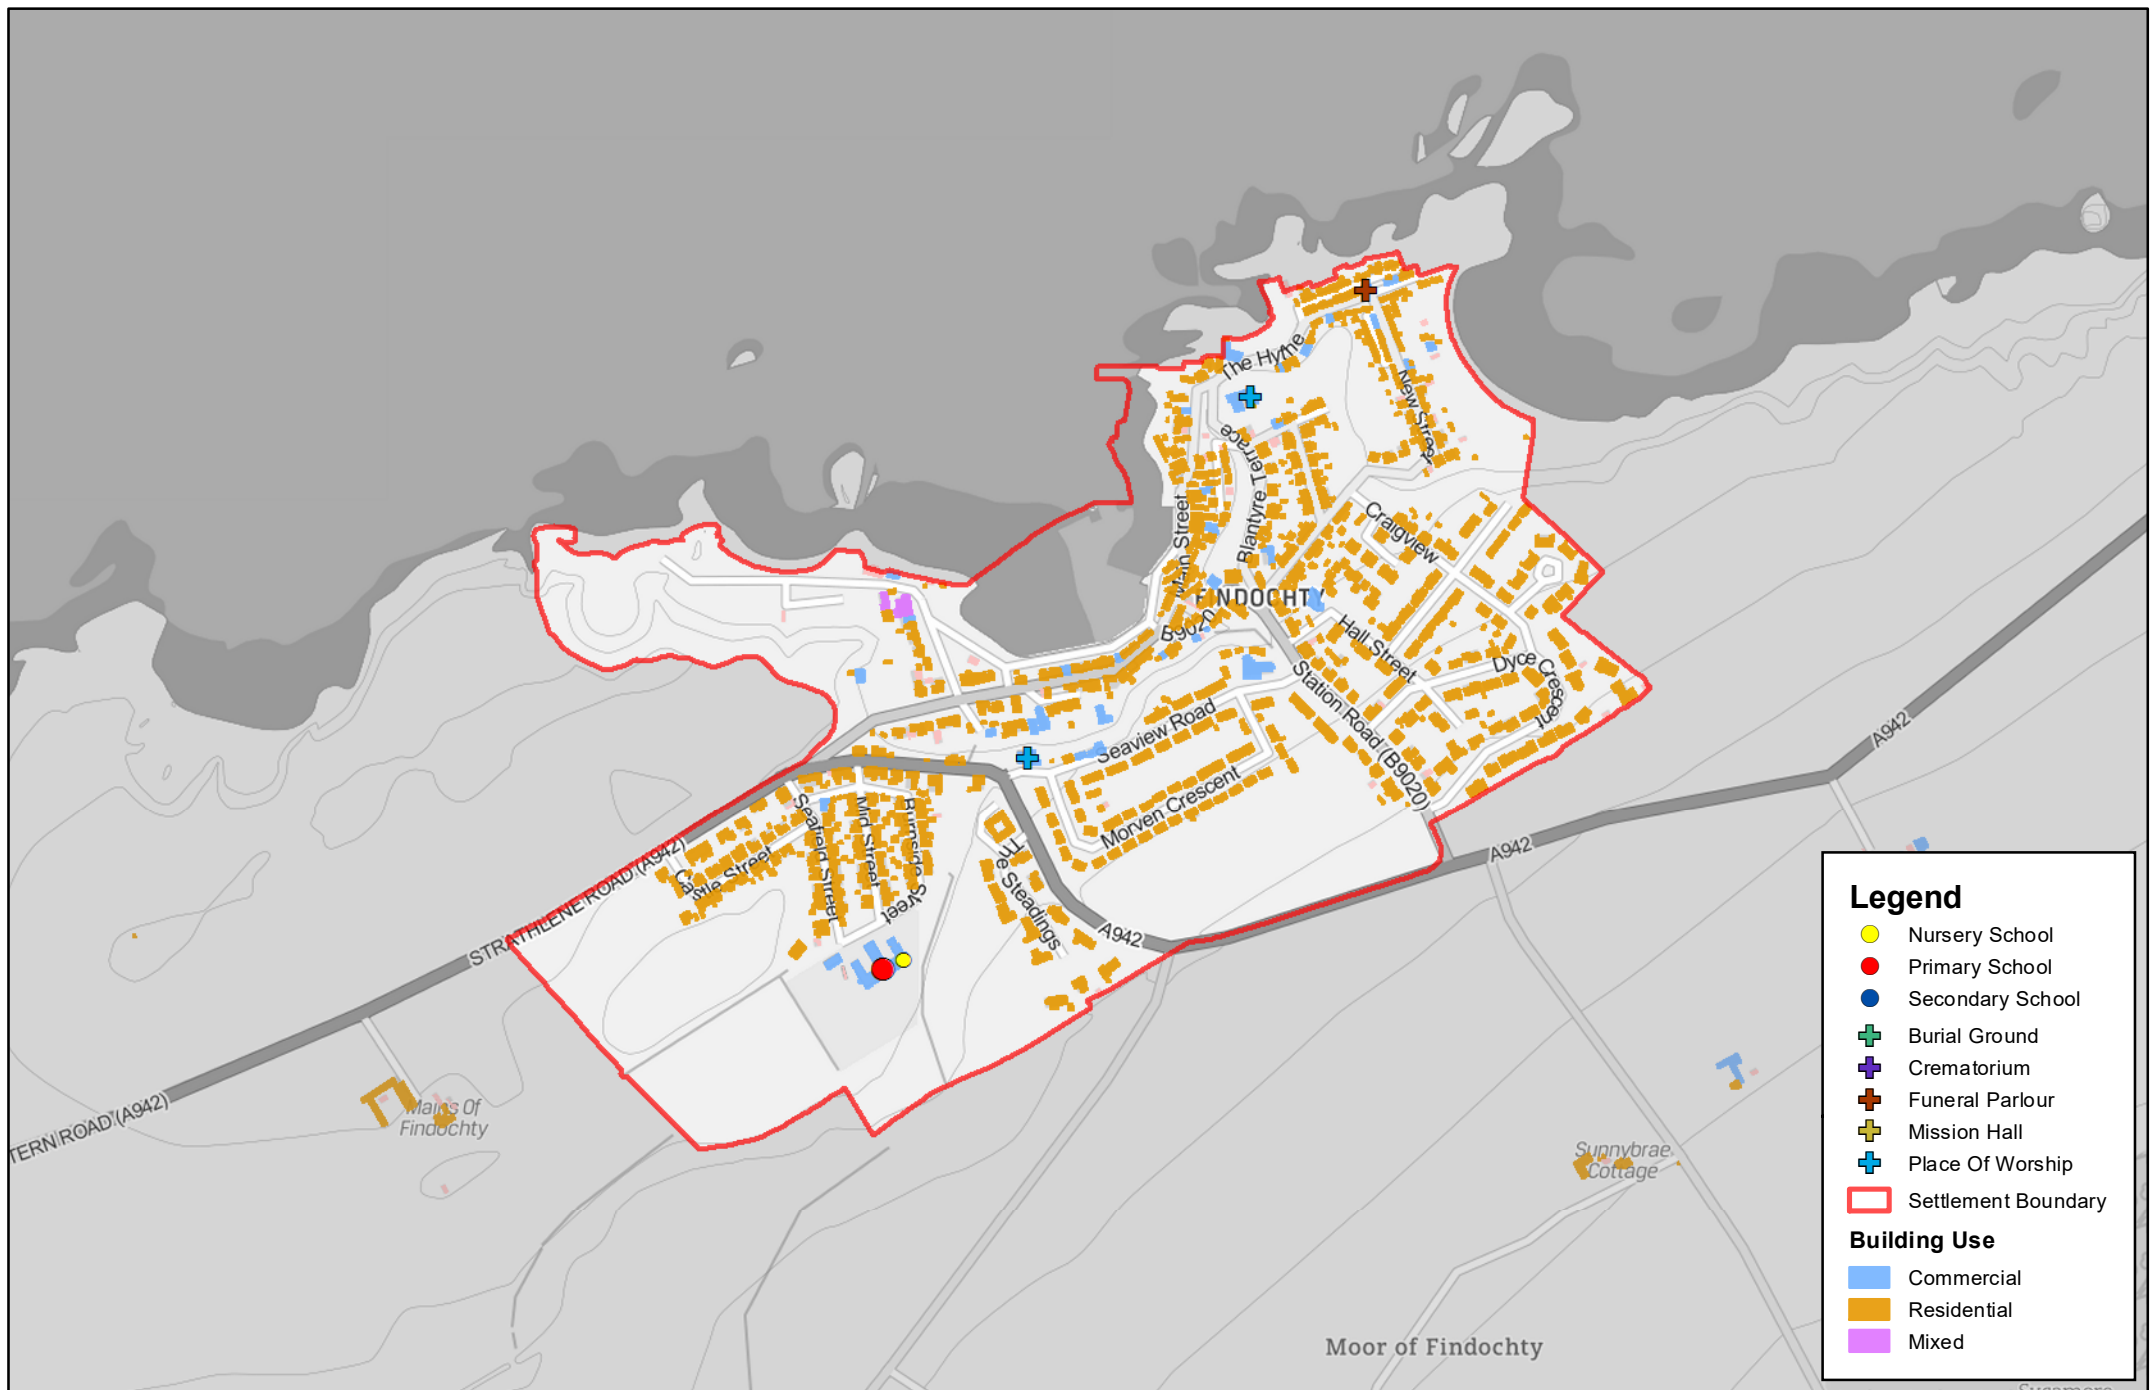 The Hythe
New Street
Blantyre Terrace
Main Street
Craigview
FINDOCHTY
B9020
Hall Street
Dyce Crescent
Station Road (B9020)
Seaview Road
Morven Crescent
A942
A942
Seafield Street
Mid Street
Burnside Street
Castle Street
The Steadings
STRATHLENE ROAD (A942)
A942
TERN ROAD (A942)
Mains Of
Findochty
Sunnybrae
Cottage
Moor of Findochty
Legend
Nursery School
Primary School
Secondary School
Burial Ground
Crematorium
Funeral Parlour
Mission Hall
Place Of Worship
Settlement Boundary
Building Use
Commercial
Residential
Mixed